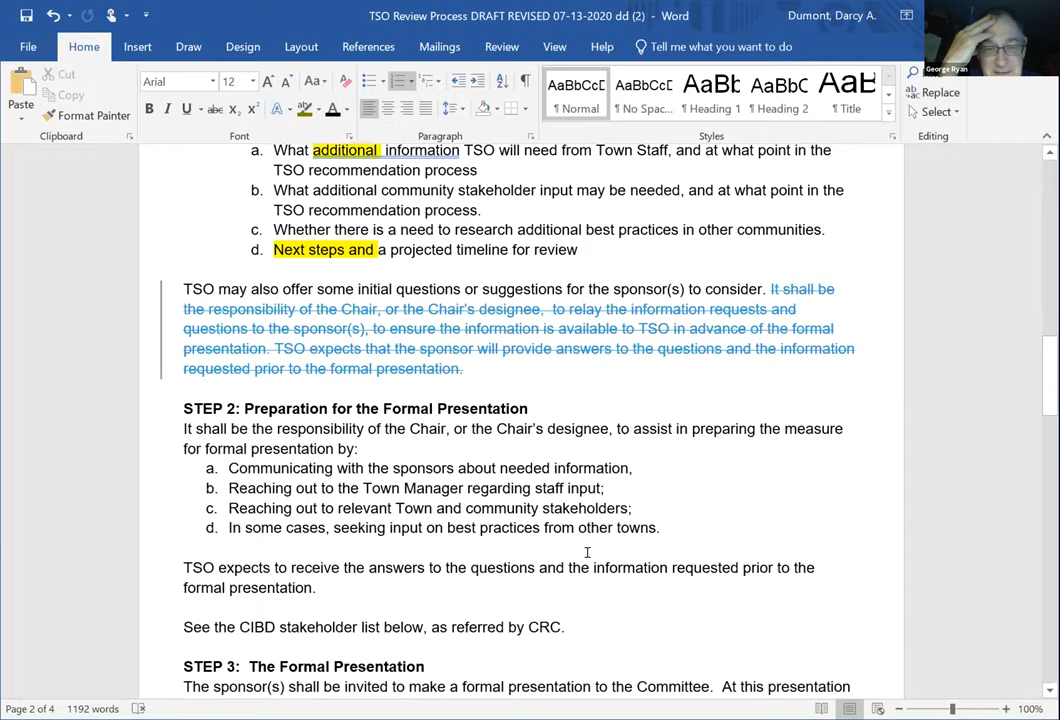 TSO Review Process DRAFT REVISED 07-13-2020 dd (2) - Word
Dumont, Darcy A.
File Home Insert Draw Design Layout References Mailings Review View Help Tell me what you want to do
George Ryan
Paste
Cut
Copy
Format Painter
Clipboard
Arial 12
Font
Paragraph
AaBbCcD AaBbCcD AaBb( AaBbC AaB
¶ Normal ¶ No Spac... ¶ Heading 1 ¶ Heading 2 ¶ Title
Styles
Replace
Select
Editing
a. What additional information TSO will need from Town Staff, and at what point in the
TSO recommendation process
b. What additional community stakeholder input may be needed, and at what point in the
TSO recommendation process.
c. Whether there is a need to research additional best practices in other communities.
d. Next steps and a projected timeline for review
TSO may also offer some initial questions or suggestions for the sponsor(s) to consider. It shall be
the responsibility of the Chair, or the Chair's designee, to relay the information requests and
questions to the sponsor(s), to ensure the information is available to TSO in advance of the formal
presentation. TSO expects that the sponsor will provide answers to the questions and the information
requested prior to the formal presentation.
STEP 2: Preparation for the Formal Presentation
It shall be the responsibility of the Chair, or the Chair's designee, to assist in preparing the measure
for formal presentation by:
a. Communicating with the sponsors about needed information,
b. Reaching out to the Town Manager regarding staff input;
c. Reaching out to relevant Town and community stakeholders;
d. In some cases, seeking input on best practices from other towns.
TSO expects to receive the answers to the questions and the information requested prior to the
formal presentation.
See the CIBD stakeholder list below, as referred by CRC.
STEP 3: The Formal Presentation
The sponsor(s) shall be invited to make a formal presentation to the Committee. At this presentation
Page 2 of 4 1192 words
100%